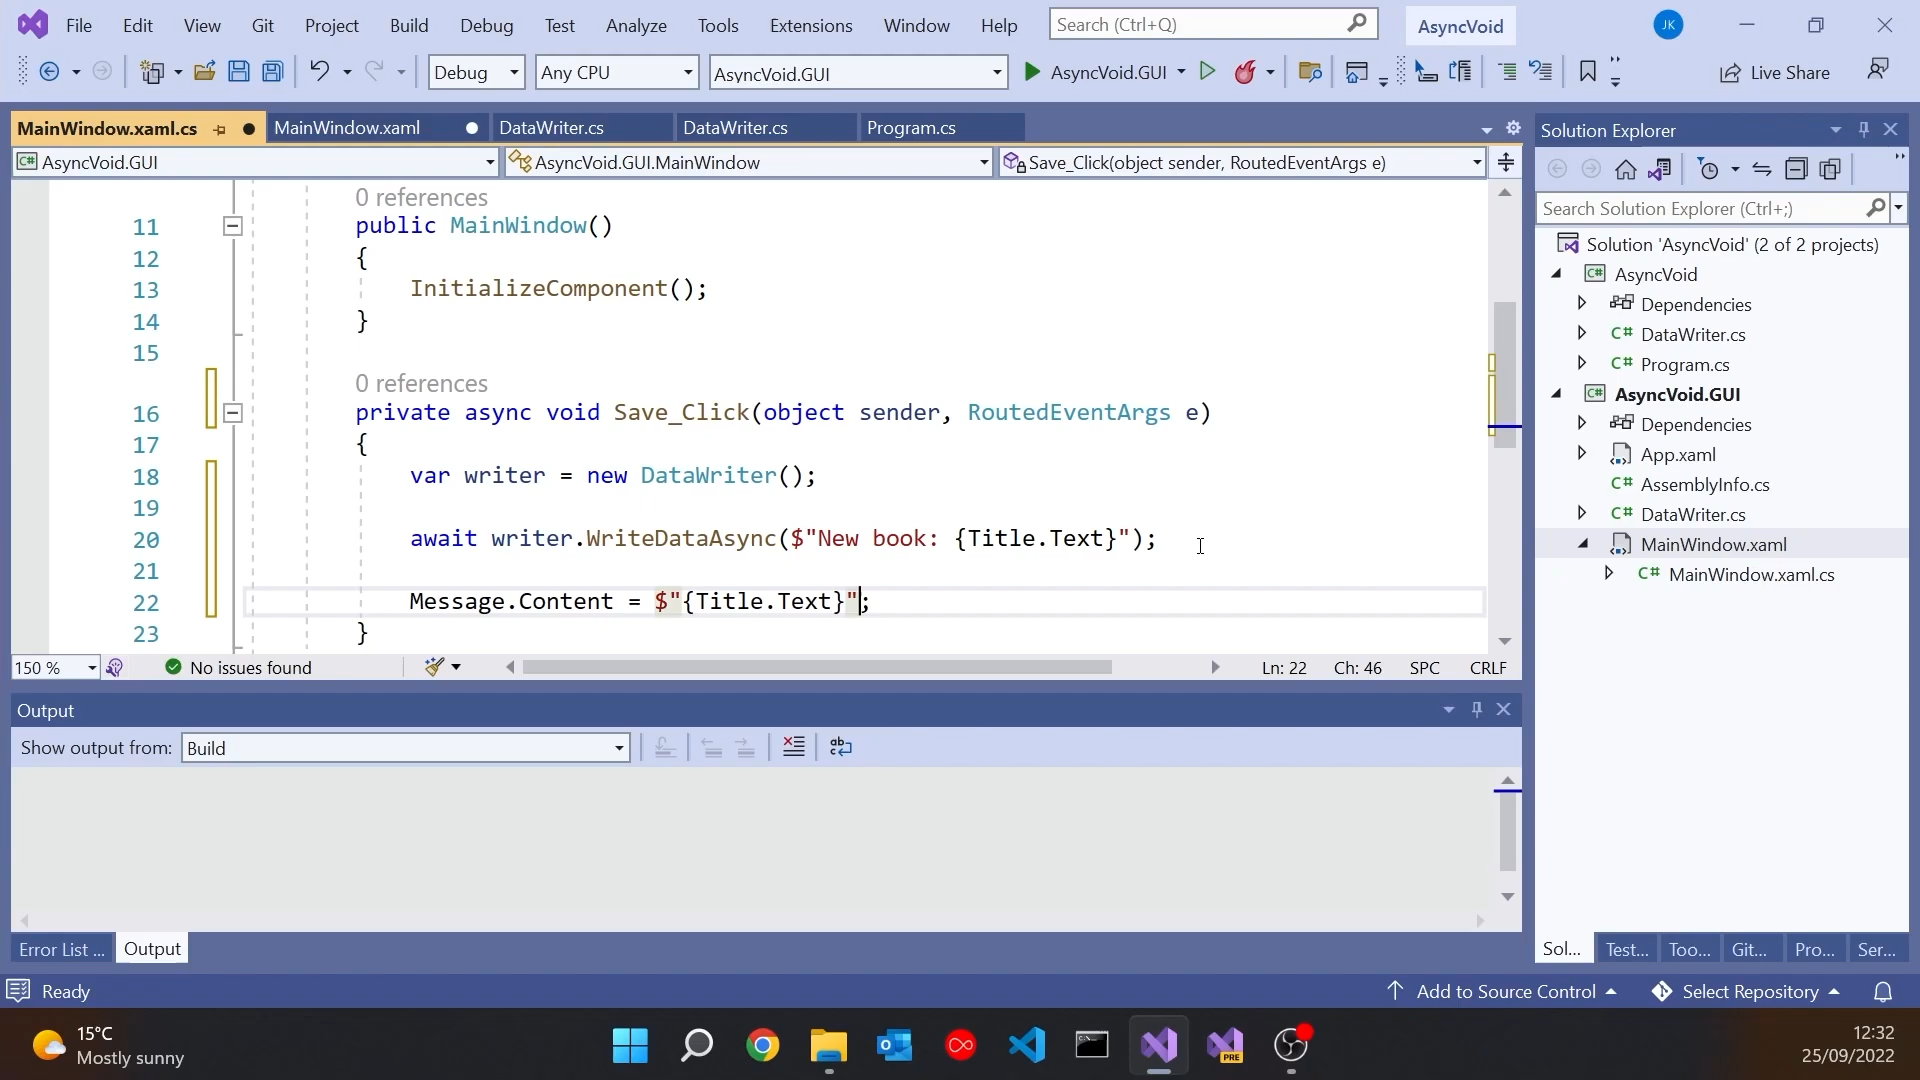 File Edit View Git Project Build Debug Test Analyze Tools Extensions Window Help Search (Ctrl+Q) AsyncVoid JK
Debug Any CPU AsyncVoid.GUI AsyncVoid.GUI Live Share
MainWindow.xaml.cs MainWindow.xaml DataWriter.cs DataWriter.cs Program.cs
AsyncVoid.GUI AsyncVoid.GUI.MainWindow Save_Click(object sender, RoutedEventArgs e)
0 references
11 public MainWindow()
12 {
13 InitializeComponent();
14 }
15
0 references
16 private async void Save_Click(object sender, RoutedEventArgs e)
17 {
18 var writer = new DataWriter();
19
20 await writer.WriteDataAsync($"New book: {Title.Text}");
21
22 Message.Content = $"{Title.Text}";
23 }
150 % No issues found Ln: 22 Ch: 46 SPC CRLF
Output
Show output from: Build
Error List ... Output
Solution Explorer
Search Solution Explorer (Ctrl+;)
Solution 'AsyncVoid' (2 of 2 projects)
C# AsyncVoid
Dependencies
C# DataWriter.cs
C# Program.cs
C# AsyncVoid.GUI
Dependencies
App.xaml
C# AssemblyInfo.cs
C# DataWriter.cs
MainWindow.xaml
C# MainWindow.xaml.cs
Sol... Test... Too... Git... Pro... Ser...
Ready Add to Source Control Select Repository
15°C
Mostly sunny
PRE
12:32
25/09/2022